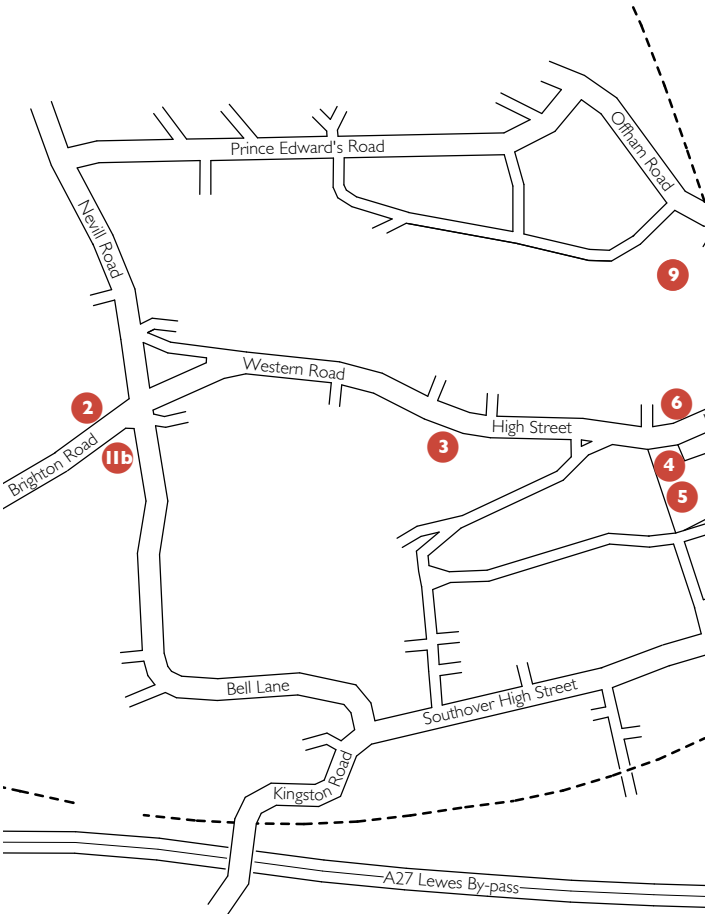 Prince Edward's Road
Offham Road
Nevill Road
9
Western Road
2
6
High Street
3
Brighton Road
11b
4
5
Bell Lane
Southover High Street
Kingston Road
A27 Lewes By-pass